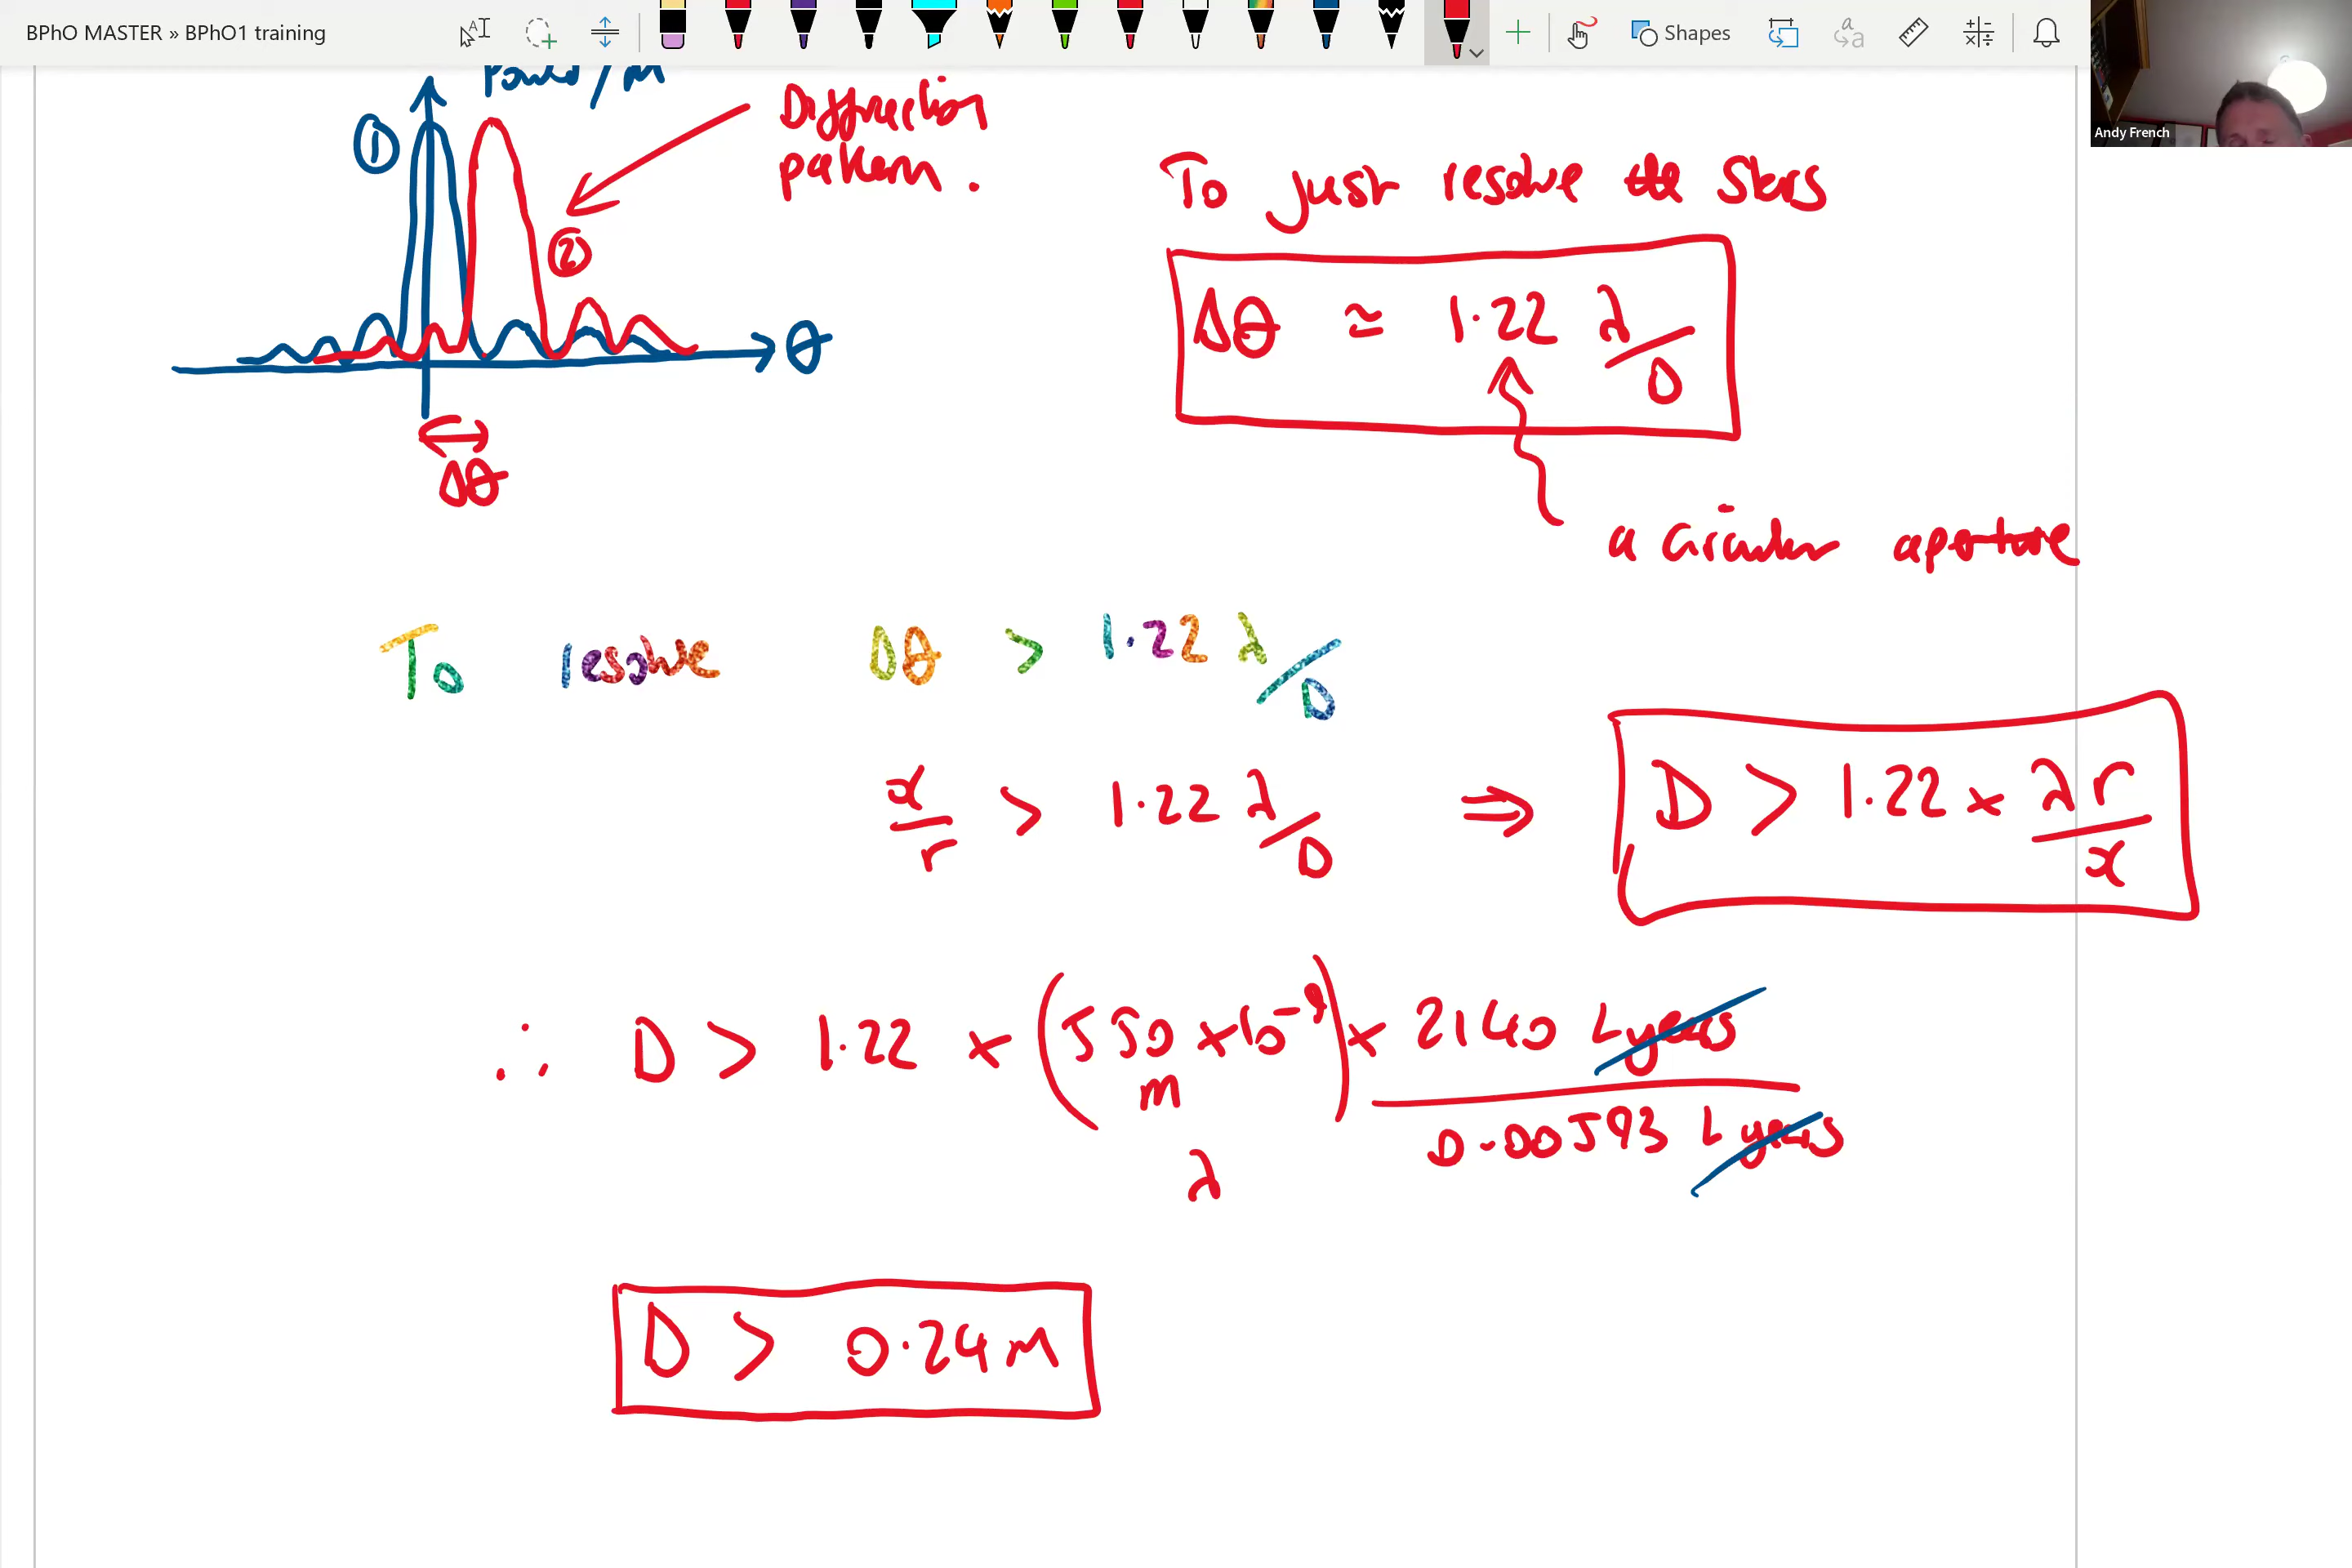 BPhO MASTER » BPhO1 training
Shapes
Andy French
Power/m²
①
②
Diffraction
pattern.
θ
Δθ
To just resolve the stars
Δθ ≈ 1.22 λ/D
a circular aperture
To resolve Δθ > 1.22 λ/D
x/r > 1.22 λ/D ⇒ D > 1.22 × λr/x
∴ D > 1.22 × (550 × 10⁻⁹) × 2140 Lyears
m
0.00593 Lyears
λ
D > 0.24m